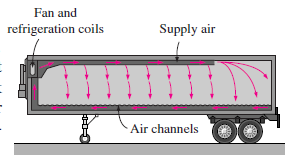 Fan and
refrigeration coils
Supply air
Air channels